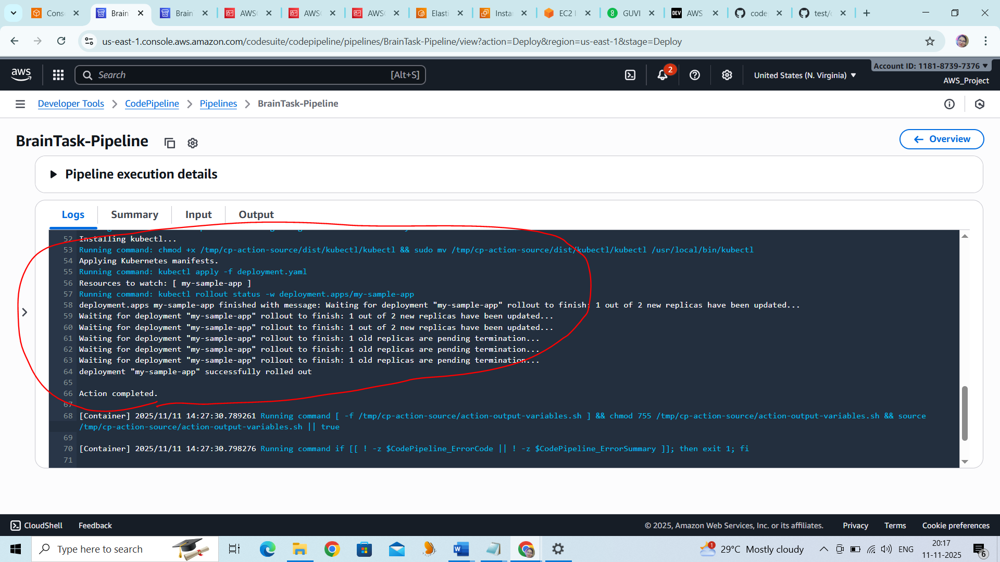 Cons
Brain
Brain
AWS
AWS
AWS
Elasti
Insta
EC2
GUVI
DEV AWS
code
test/
us-east-1.console.aws.amazon.com/codesuite/codepipeline/pipelines/BrainTask-Pipeline/view?action=Deploy&region=us-east-1&stage=Deploy
aws
Search
[Alt+S]
2
United States (N. Virginia)
Account ID: 1181-8739-7376
AWS_Project
Developer Tools
CodePipeline
Pipelines
BrainTask-Pipeline
BrainTask-Pipeline
Overview
Pipeline execution details
Logs
Summary
Input
Output
52 Installing kubectl...
53 Running command: chmod +x /tmp/cp-action-source/dist/kubectl/kubectl && sudo mv /tmp/cp-action-source/dist/kubectl/kubectl /usr/local/bin/kubectl
54 Applying Kubernetes manifests.
55 Running command: kubectl apply -f deployment.yaml
56 Resources to watch: [ my-sample-app ]
57 Running command: kubectl rollout status -w deployment.apps/my-sample-app
58 deployment.apps my-sample-app finished with message: Waiting for deployment "my-sample-app" rollout to finish: 1 out of 2 new replicas have been updated...
59 Waiting for deployment "my-sample-app" rollout to finish: 1 out of 2 new replicas have been updated...
60 Waiting for deployment "my-sample-app" rollout to finish: 1 out of 2 new replicas have been updated...
61 Waiting for deployment "my-sample-app" rollout to finish: 1 old replicas are pending termination...
62 Waiting for deployment "my-sample-app" rollout to finish: 1 old replicas are pending termination...
63 Waiting for deployment "my-sample-app" rollout to finish: 1 old replicas are pending termination...
64 deployment "my-sample-app" successfully rolled out
65
66 Action completed.
67
68 [Container] 2025/11/11 14:27:30.789261 Running command [ -f /tmp/cp-action-source/action-output-variables.sh ] && chmod 755 /tmp/cp-action-source/action-output-variables.sh && source
/tmp/cp-action-source/action-output-variables.sh || true
69
70 [Container] 2025/11/11 14:27:30.798276 Running command if [[ ! -z $CodePipeline_ErrorCode || ! -z $CodePipeline_ErrorSummary ]]; then exit 1; fi
71
CloudShell
Feedback
© 2025, Amazon Web Services, Inc. or its affiliates.
Privacy
Terms
Cookie preferences
Type here to search
1
29°C Mostly cloudy
ENG
20:17
11-11-2025
6